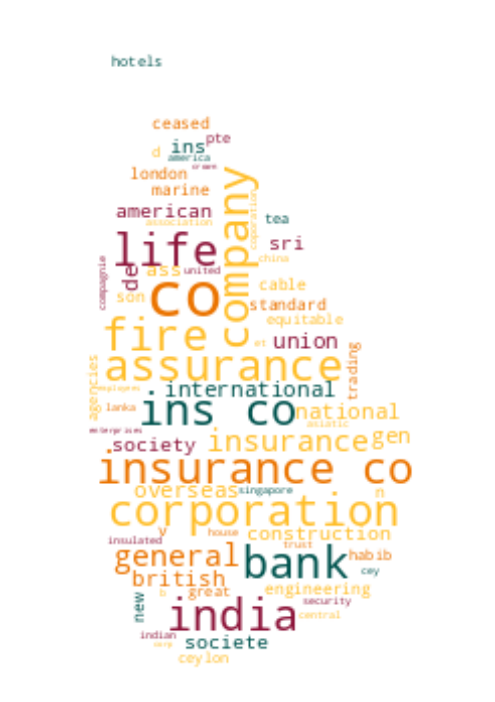 hotels
ceased
pte
d ins
america
crown
london
marine
american
association
company
coporation
tea
life
sri
china
compagnie
de
ass united
son co
cable
standard
equitable
fire
et union
assurance
trading
agencies
employees
international
lanka
ins co national
asiatic
enterprises
society insurance gen
insurance co
overseas singapore n
corporation
y house construction
insulated trust
general bank habib
cey
british
b great engineering
new
security
india central
indian
corp societe
ceylon